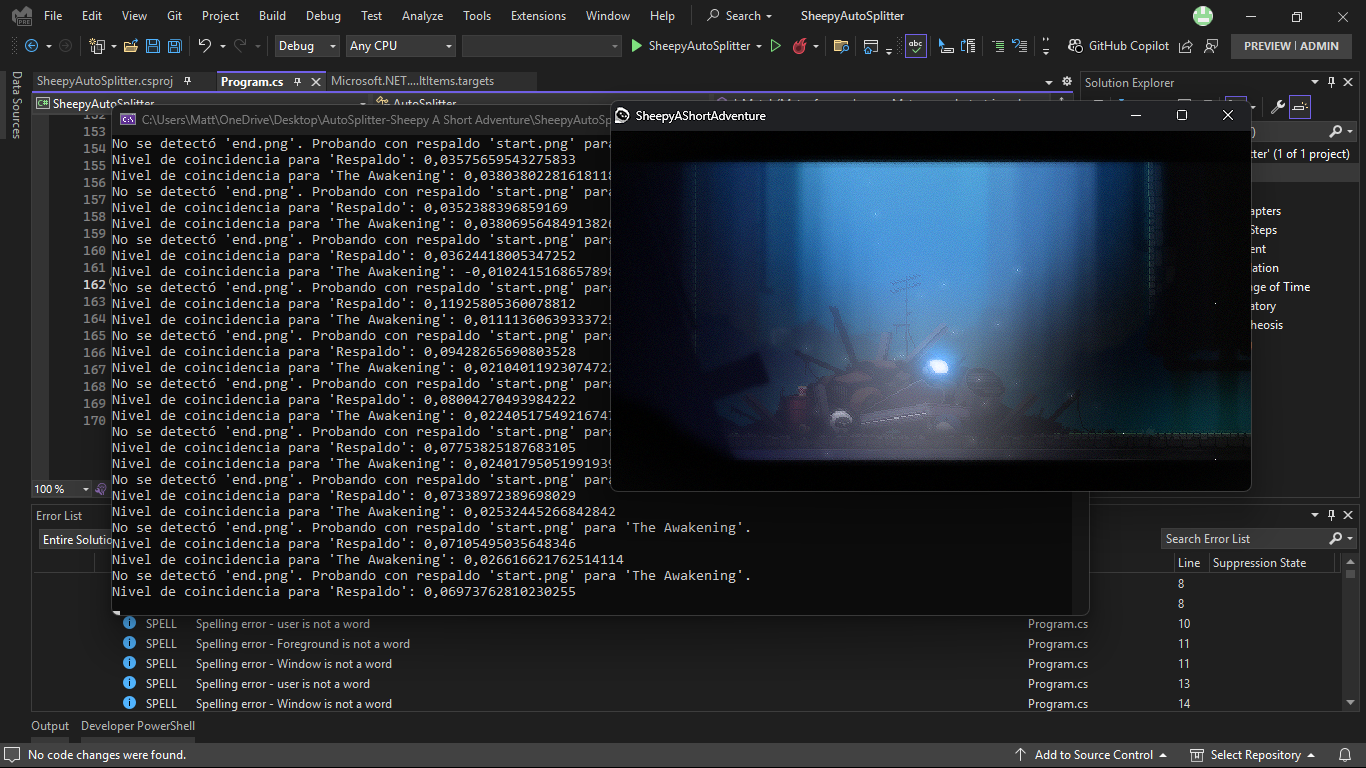 File Edit View Git Project Build Debug Test Analyze Tools Extensions Window Help Search SheepyAutoSplitter
Debug Any CPU SheepyAutoSplitter GitHub Copilot PREVIEW | ADMIN
Data Sources
SheepyAutoSplitter.csproj Program.cs Microsoft.NET....ItItems.targets
Solution Explorer
C:\Users\Matt\OneDrive\Desktop\AutoSplitter-Sheepy A Short Adventure\SheepyAutoSp
SheepyAShortAdventure
153
154
155
156
157
158
159
160
161
162
163
164
165
166
167
168
169
170
No se detectó 'end.png'. Probando con respaldo 'start.png' para
Nivel de coincidencia para 'Respaldo': 0,03575659543275833
Nivel de coincidencia para 'The Awakening': 0,0380380228161811
No se detectó 'end.png'. Probando con respaldo 'start.png' para
Nivel de coincidencia para 'Respaldo': 0,0352388396859169
Nivel de coincidencia para 'The Awakening': 0,0380695648491382
No se detectó 'end.png'. Probando con respaldo 'start.png' para
Nivel de coincidencia para 'Respaldo': 0,03624418005347252
Nivel de coincidencia para 'The Awakening': -0,010241516865789
No se detectó 'end.png'. Probando con respaldo 'start.png' para
Nivel de coincidencia para 'Respaldo': 0,11925805360078812
Nivel de coincidencia para 'The Awakening': 0,0111136063933372
No se detectó 'end.png'. Probando con respaldo 'start.png' para
Nivel de coincidencia para 'Respaldo': 0,09428265690803528
Nivel de coincidencia para 'The Awakening': 0,0210401192307472
No se detectó 'end.png'. Probando con respaldo 'start.png' para
Nivel de coincidencia para 'Respaldo': 0,08004270493984222
Nivel de coincidencia para 'The Awakening': 0,0224051754921674
No se detectó 'end.png'. Probando con respaldo 'start.png' para
Nivel de coincidencia para 'Respaldo': 0,07753825187683105
Nivel de coincidencia para 'The Awakening': 0,0240179505199193
No se detectó 'end.png'. Probando con respaldo 'start.png' para
Nivel de coincidencia para 'Respaldo': 0,07338972389698029
Nivel de coincidencia para 'The Awakening': 0,02532445266842842
No se detectó 'end.png'. Probando con respaldo 'start.png' para 'The Awakening'.
Nivel de coincidencia para 'Respaldo': 0,07105495035648346
Nivel de coincidencia para 'The Awakening': 0,026616621762514114
No se detectó 'end.png'. Probando con respaldo 'start.png' para 'The Awakening'.
Nivel de coincidencia para 'Respaldo': 0,06973762810230255
tter' (1 of 1 project)
apters
Steps
ent
ation
nge of Time
atory
heosis
100 %
Error List
Entire Solutio
Search Error List
Line Suppression State
8
8
SPELL Spelling error - user is not a word Program.cs 10
SPELL Spelling error - Foreground is not a word Program.cs 11
SPELL Spelling error - Window is not a word Program.cs 11
SPELL Spelling error - user is not a word Program.cs 13
SPELL Spelling error - Window is not a word Program.cs 14
Output Developer PowerShell
No code changes were found. Add to Source Control Select Repository